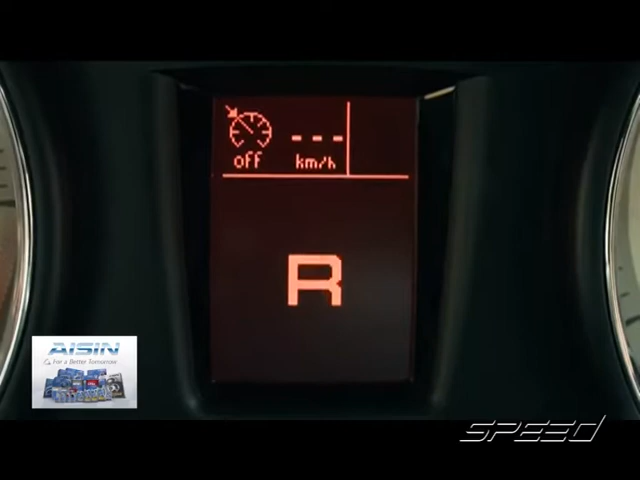 off
--- km/h
R
AISIN
For a Better Tomorrow
SPEED